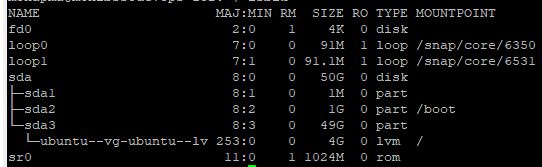 NAME MAJ:MIN RM SIZE RO TYPE MOUNTPOINT
fd0 2:0 1 4K 0 disk
loop0 7:0 0 91M 1 loop /snap/core/6350
loop1 7:1 0 91.1M 1 loop /snap/core/6531
sda 8:0 0 50G 0 disk
├─sda1 8:1 0 1M 0 part
├─sda2 8:2 0 1G 0 part /boot
└─sda3 8:3 0 49G 0 part
└─ubuntu--vg-ubuntu--lv 253:0 0 4G 0 lvm /
sr0 11:0 1 1024M 0 rom